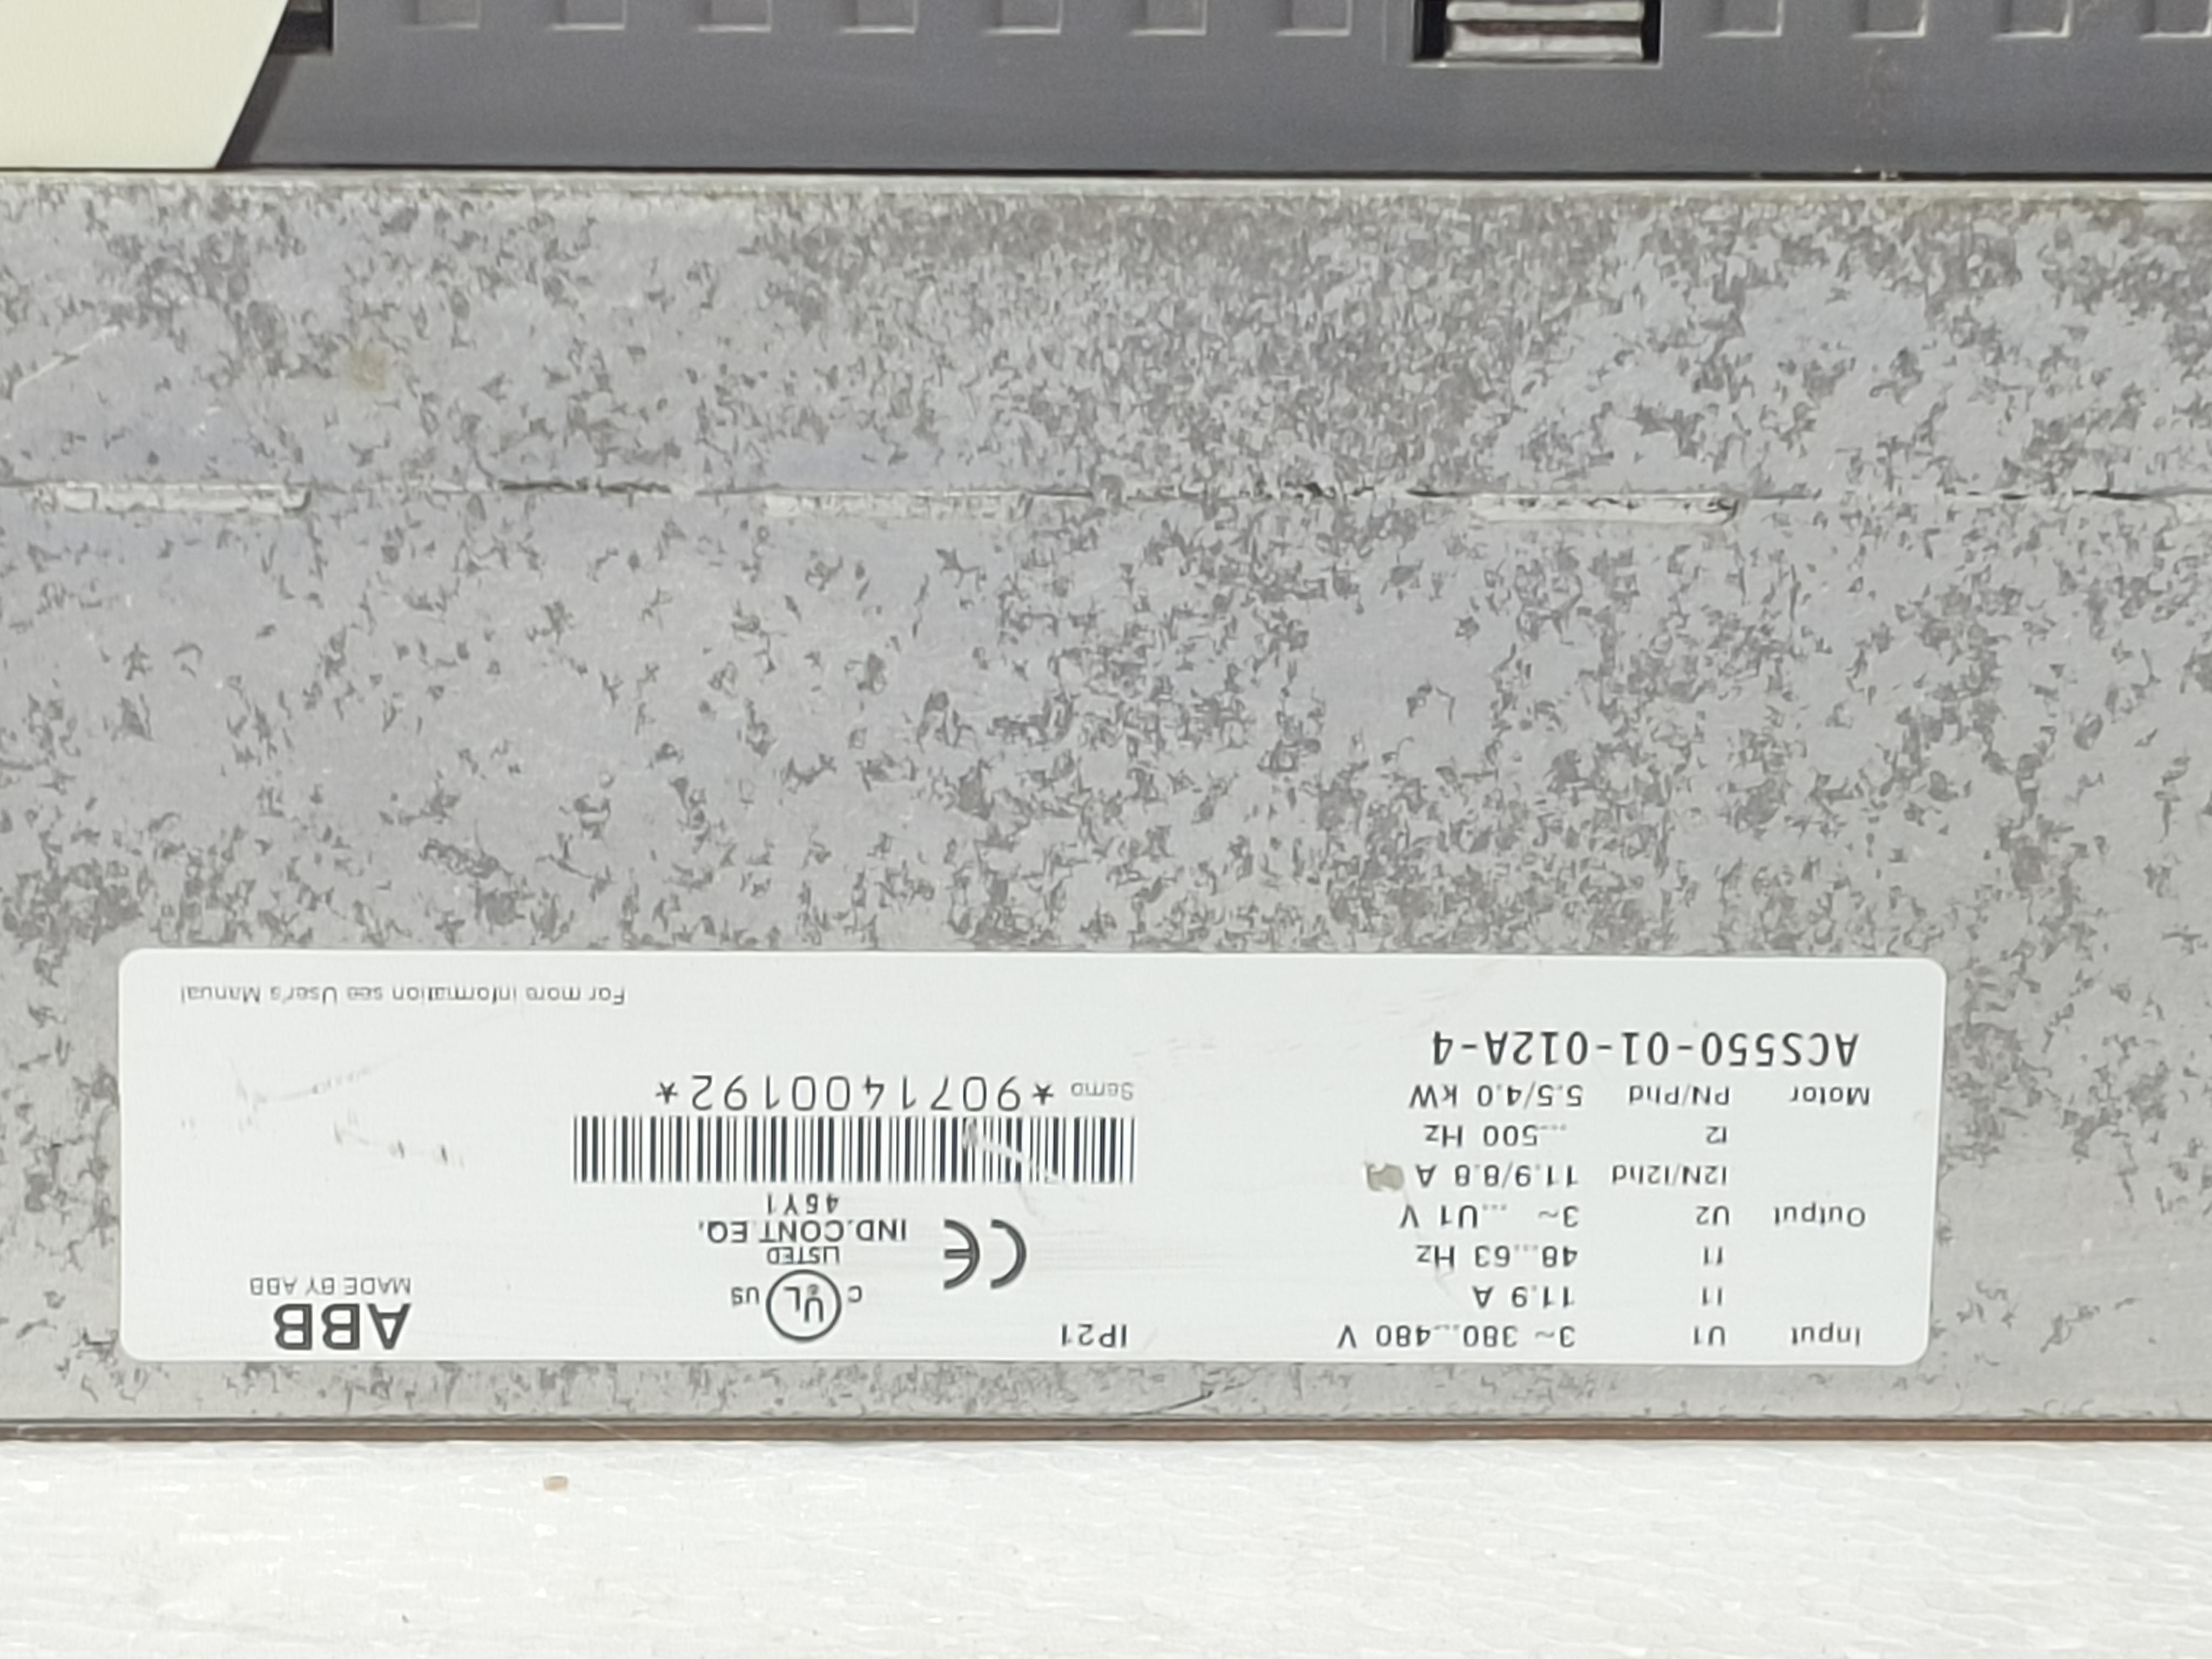 Input U1 3~ 380...480 V
I1 11.9 A
f1 48...63 Hz
Output U2 3~ ...U1 V
I2N/I2hd 11.9/8.8 A
f2 ...500 Hz
Motor PN/Phd 5.5/4.0 kW
ACS550-01-012A-4
IP21
C UL US
LISTED
CE IND.CONT.EQ.
45Y1
*9071400192*
ABB
MADE BY ABB
For more information see User's Manual